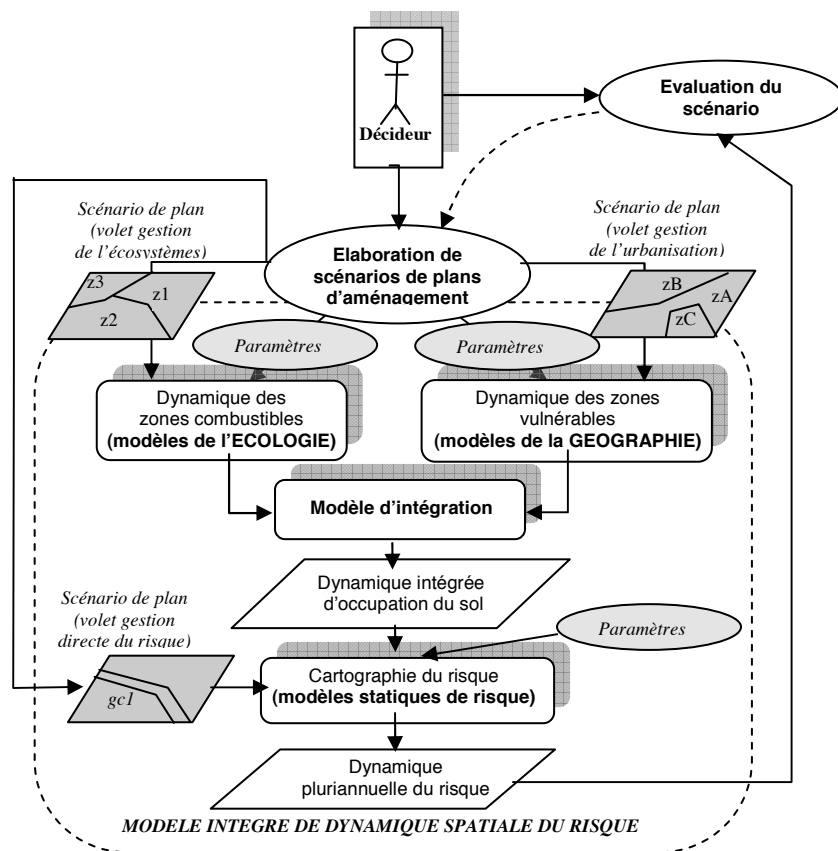 Décideur
Evaluation du
scénario
Scénario de plan
(volet gestion
de l'écosystèmes)
Scénario de plan
(volet gestion
de l'urbanisation)
Elaboration de
scénarios de plans
d'aménagement
z3
z1
z2
zB
zA
zC
Paramètres
Paramètres
Dynamique des
zones combustibles
(modèles de l'ECOLOGIE)
Dynamique des zones
vulnérables
(modèles de la GEOGRAPHIE)
Modèle d'intégration
Dynamique intégrée
d'occupation du sol
Scénario de plan
(volet gestion
directe du risque)
Paramètres
gc1
Cartographie du risque
(modèles statiques de risque)
Dynamique
pluriannuelle du risque
MODELE INTEGRE DE DYNAMIQUE SPATIALE DU RISQUE